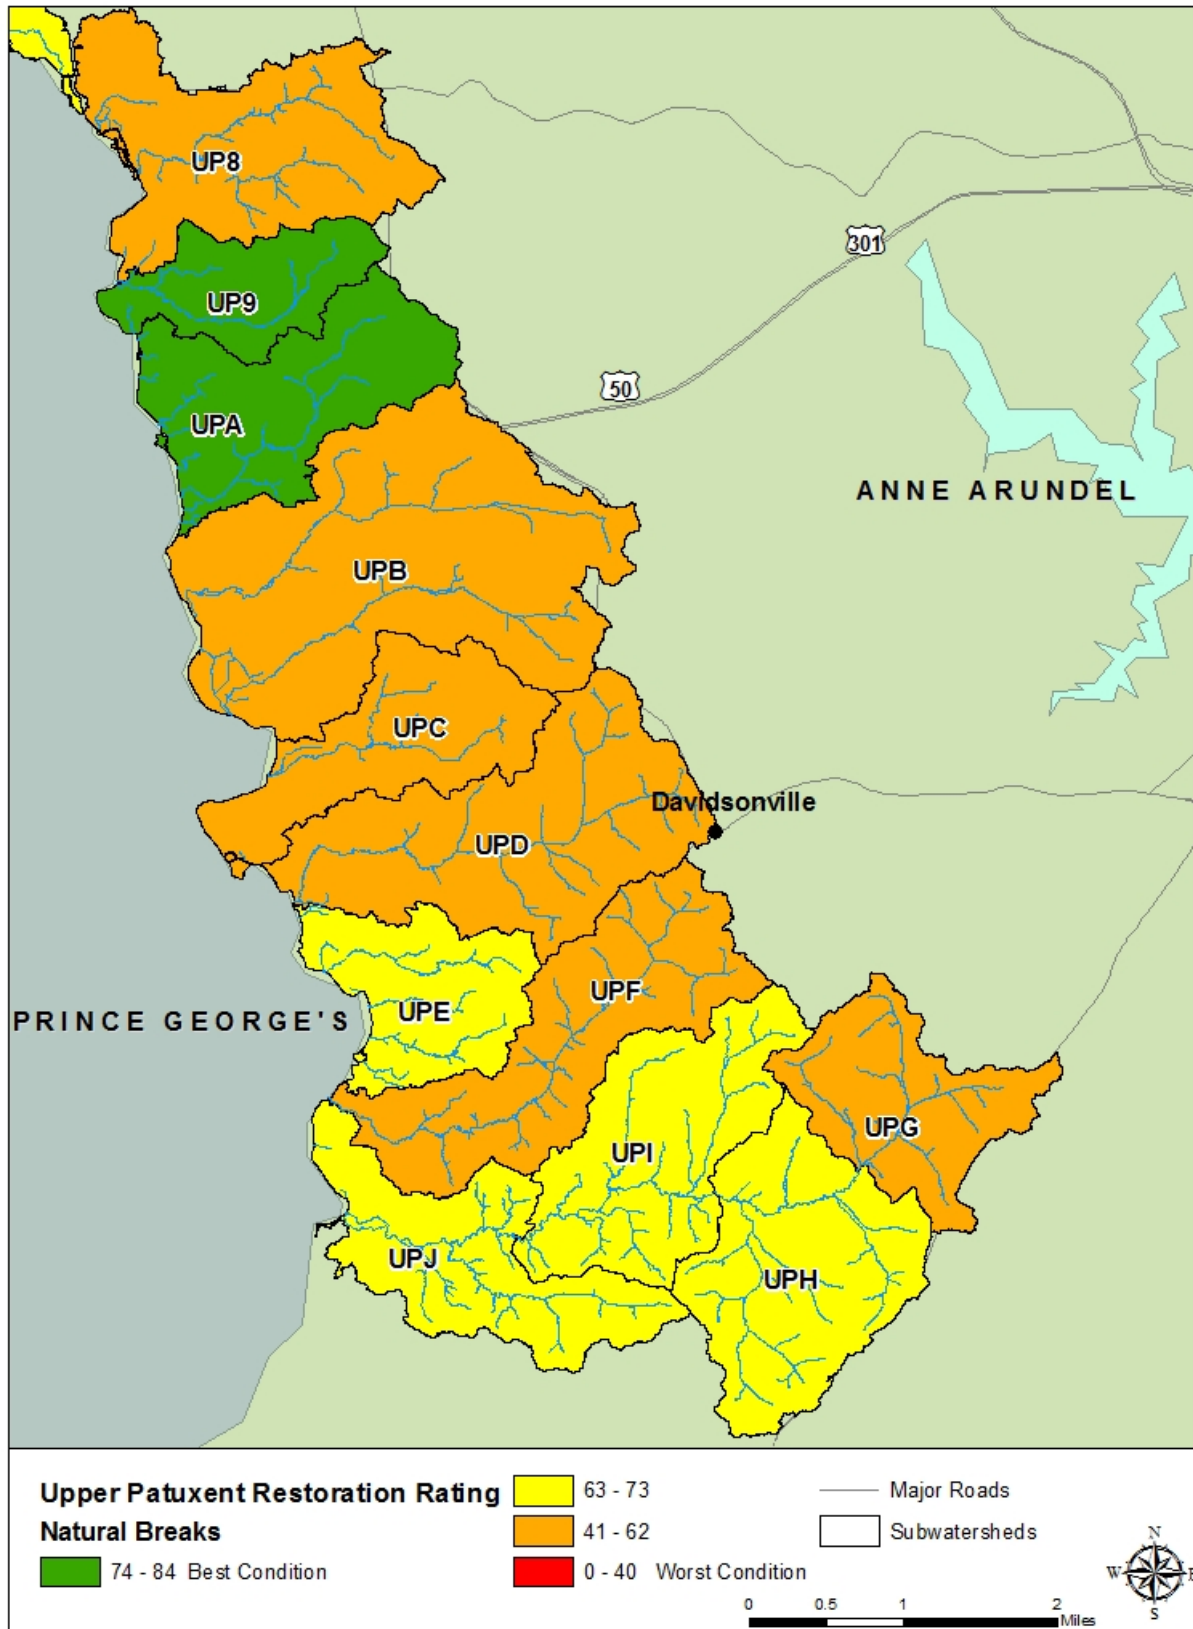 UP8
301
UP9
50
UPA
ANNE ARUNDEL
UPB
UPC
Davidsonville
UPD
UPF
UPE
PRINCE GEORGE'S
UPG
UPI
UPJ
UPH
Upper Patuxent Restoration Rating
Natural Breaks
74 - 84 Best Condition
63 - 73
41 - 62
0 - 40 Worst Condition
Major Roads
Subwatersheds
N
W E
S
0 0.5 1 2
Miles